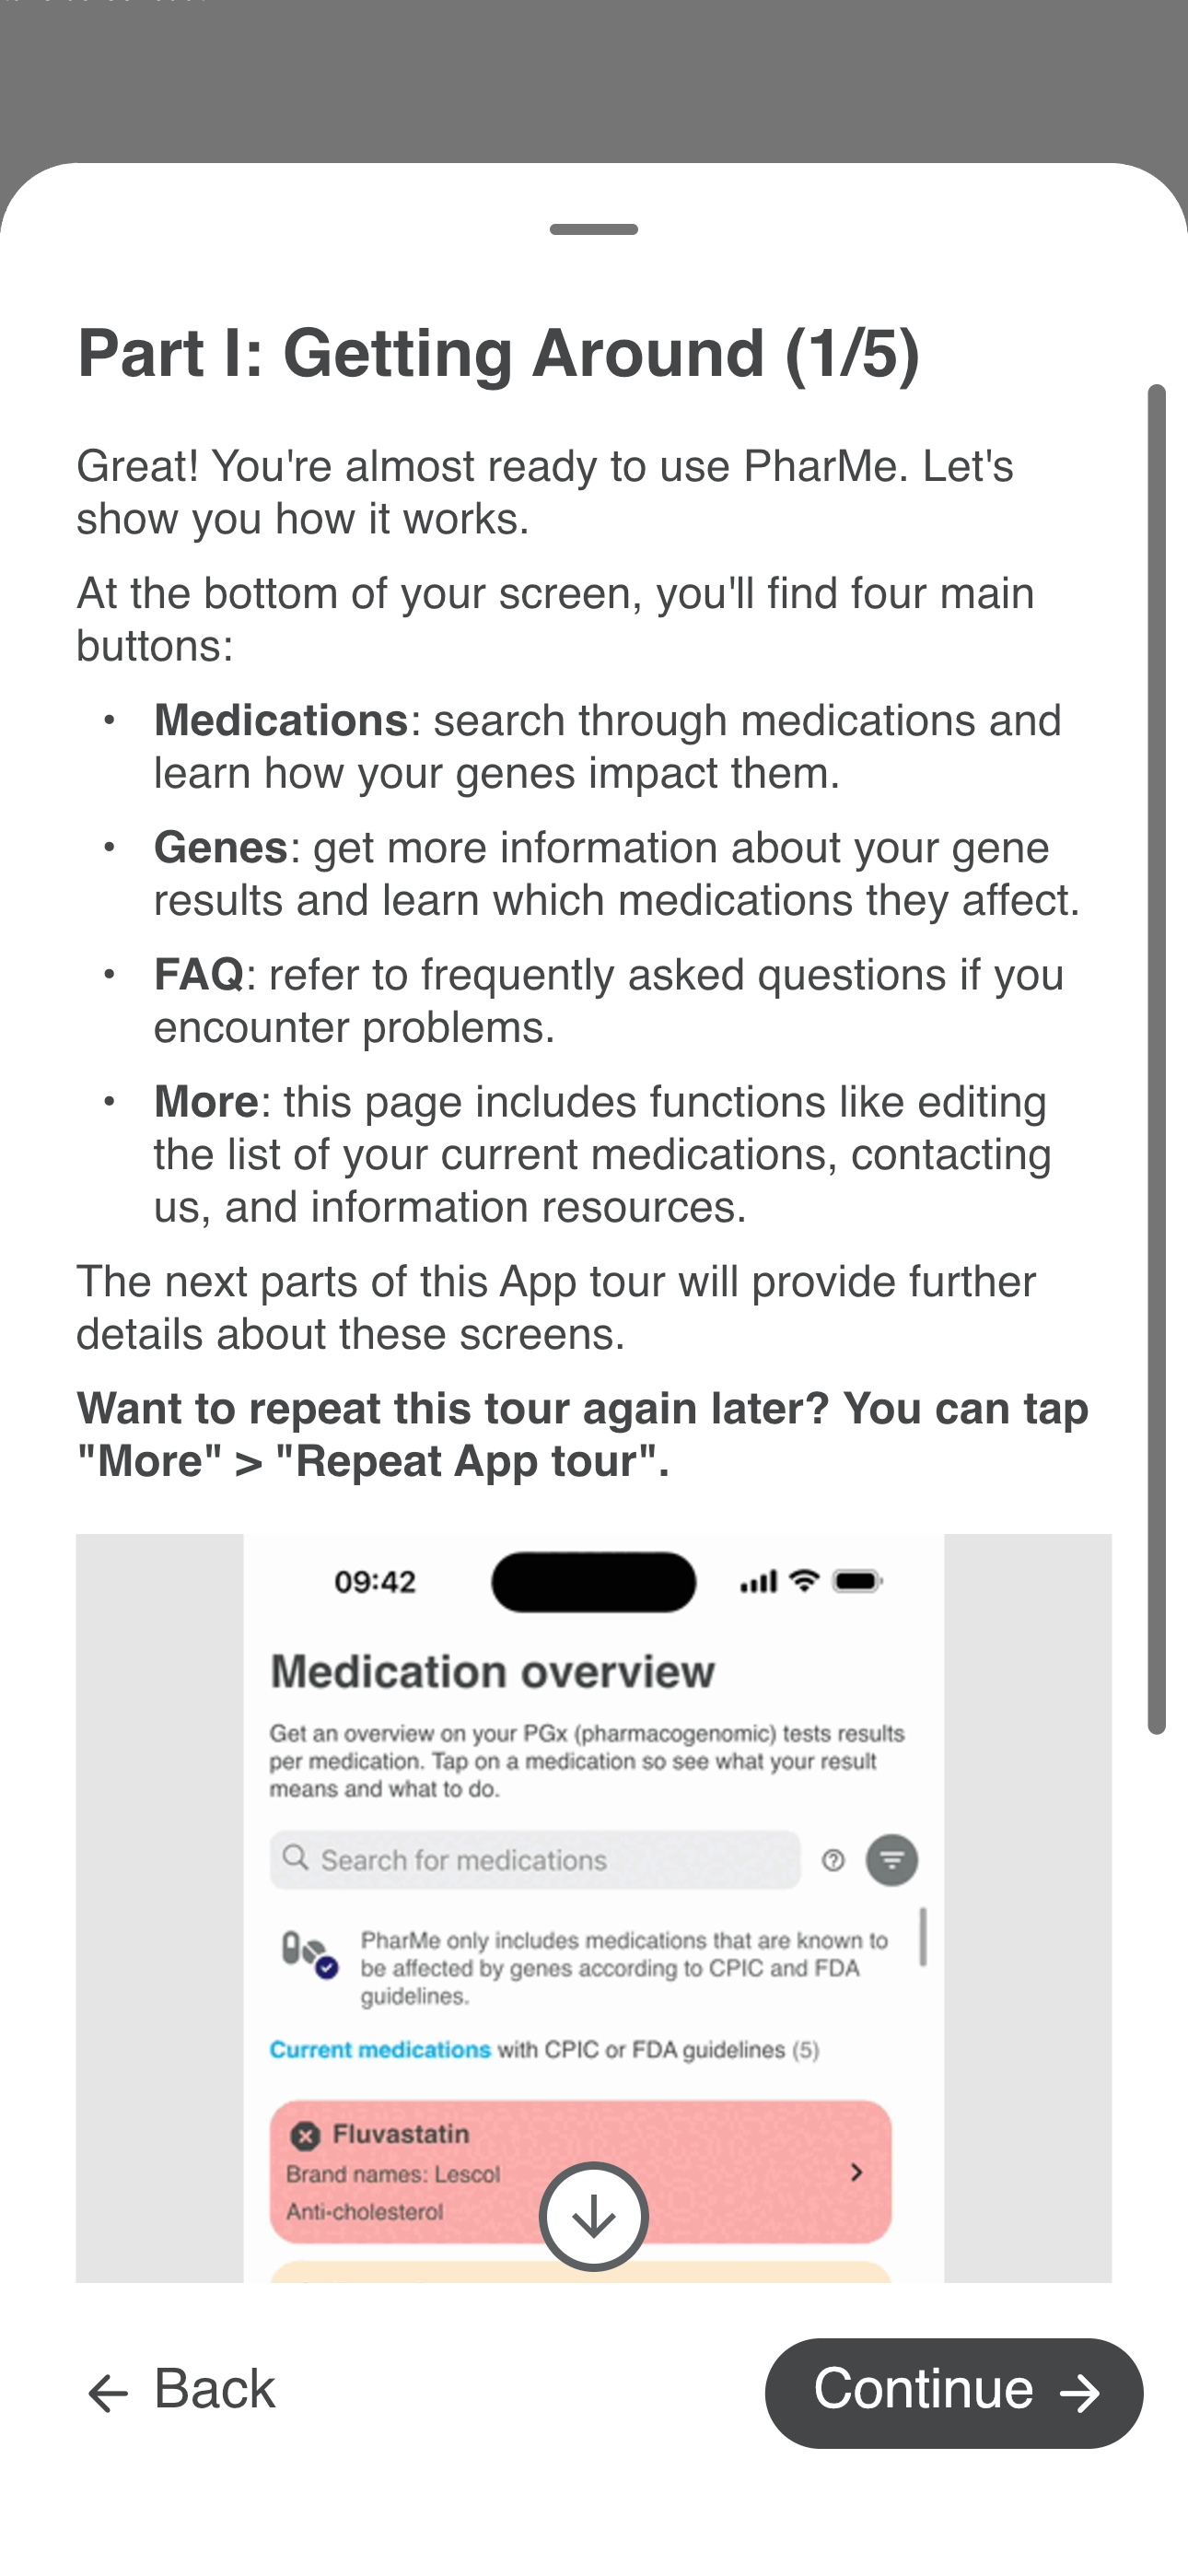 Part I: Getting Around (1/5)
Great! You're almost ready to use PharMe. Let's
show you how it works.
At the bottom of your screen, you'll find four main
buttons:
• Medications: search through medications and
learn how your genes impact them.
• Genes: get more information about your gene
results and learn which medications they affect.
• FAQ: refer to frequently asked questions if you
encounter problems.
• More: this page includes functions like editing
the list of your current medications, contacting
us, and information resources.
The next parts of this App tour will provide further
details about these screens.
Want to repeat this tour again later? You can tap
"More" > "Repeat App tour".
09:42
Medication overview
Get an overview on your PGx (pharmacogenomic) tests results
per medication. Tap on a medication so see what your result
means and what to do.
Search for medications
PharMe only includes medications that are known to
be affected by genes according to CPIC and FDA
guidelines.
Current medications with CPIC or FDA guidelines (5)
Fluvastatin
Brand names: Lescol
Anti-cholesterol
Back
Continue